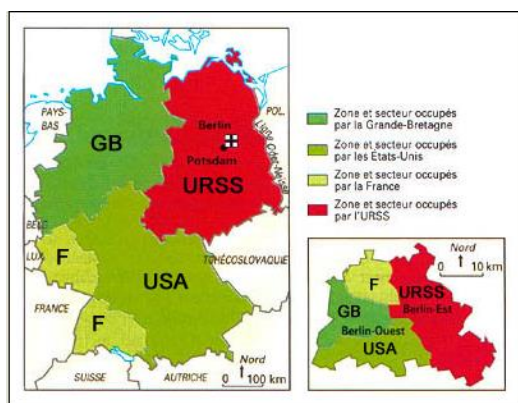 PAYS-
BAS
POL.
Ligne Oder-Neisse
Berlin
GB
Potsdam
URSS
BELG.
LUX.
F
USA
TCHÉCOSLOVAQUIE
FRANCE
F
Nord
0 100 km
SUISSE
AUTRICHE
Zone et secteur occupés
par la Grande-Bretagne
Zone et secteur occupés
par les États-Unis
Zone et secteur occupés
par la France
Zone et secteur occupés
par l'URSS
Nord
0 10 km
F
URSS
GB
Berlin-Est
Berlin-Ouest
USA